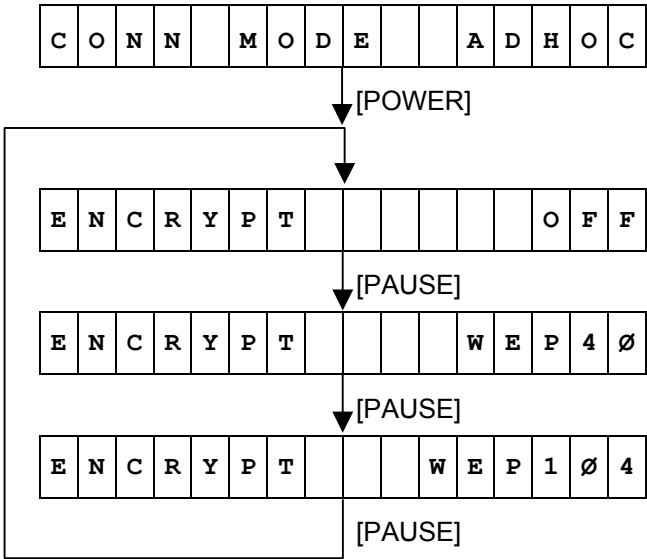 CONN MODE  ADHOC
[POWER]
ENCRYPT      OFF
[PAUSE]
ENCRYPT    WEP4Ø
[PAUSE]
ENCRYPT   WEP1Ø4
[PAUSE]